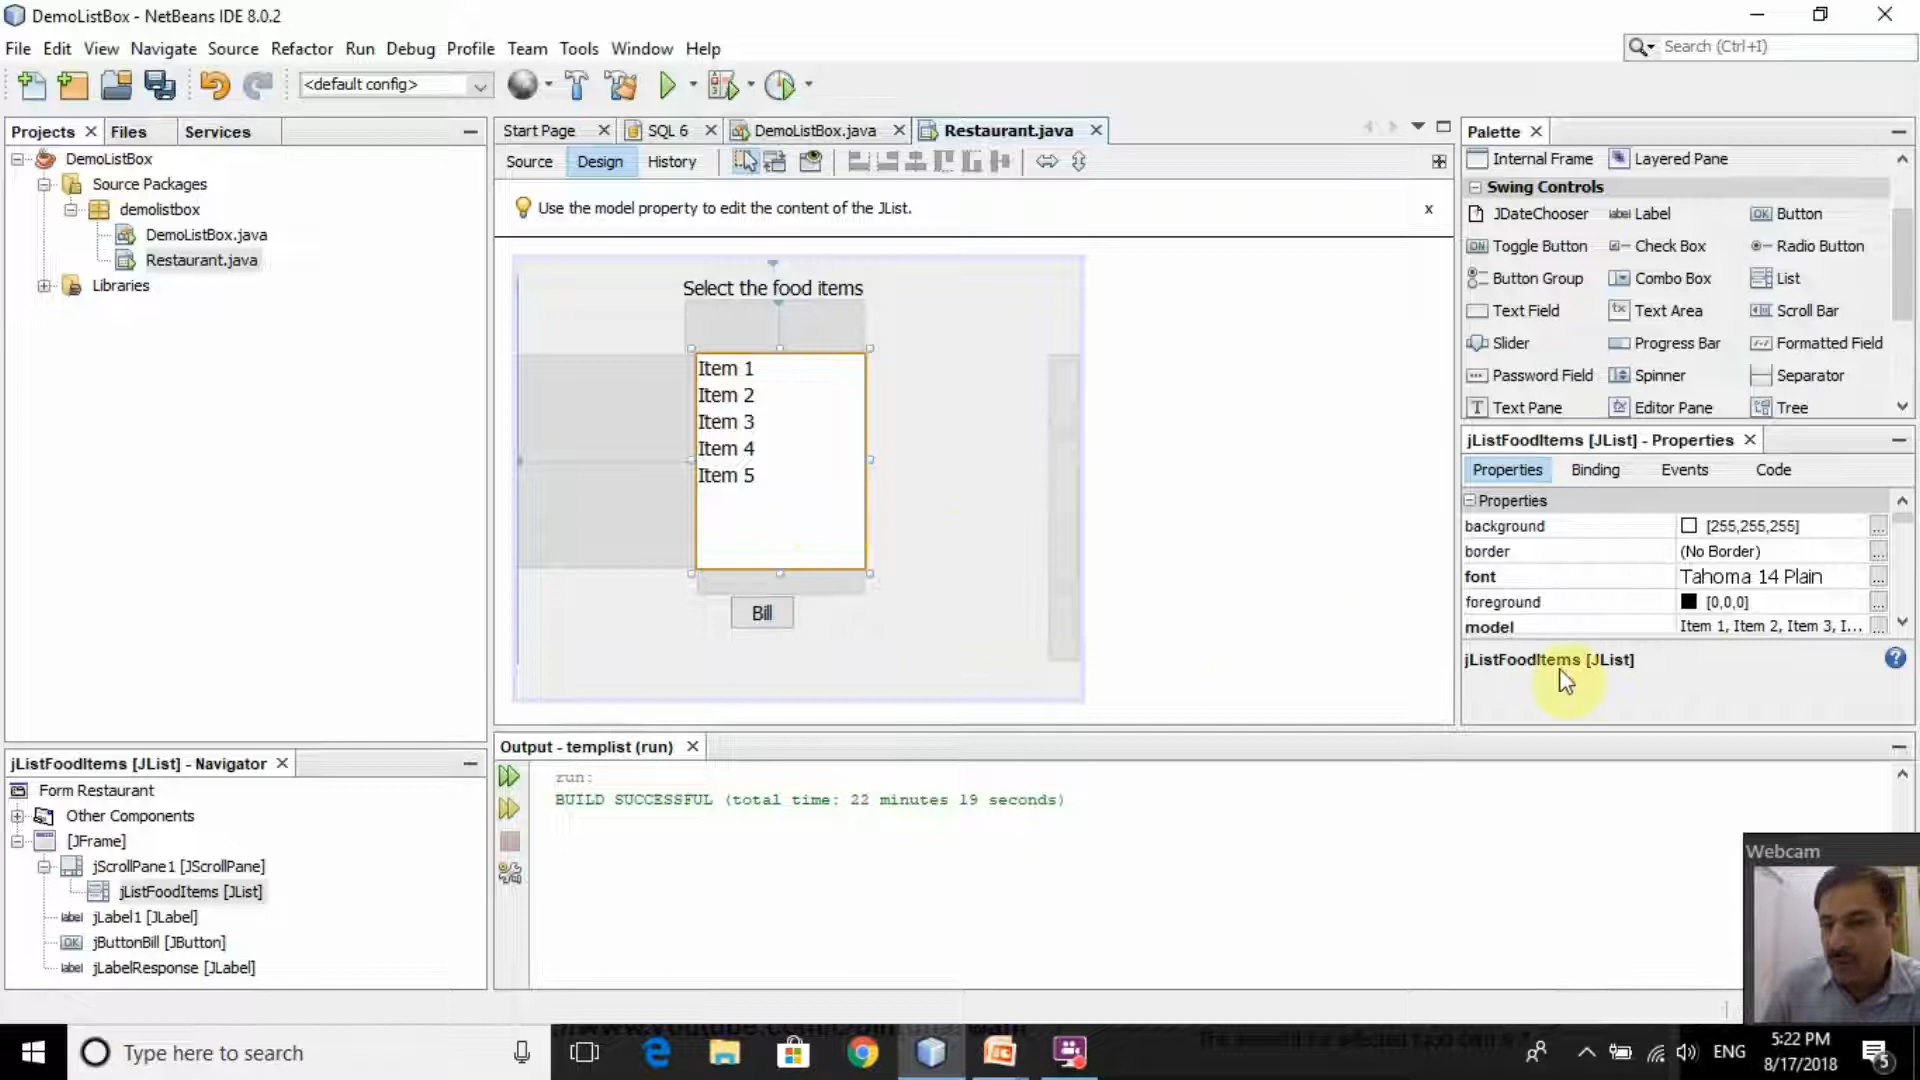 DemoListBox - NetBeans IDE 8.0.2
File Edit View Navigate Source Refactor Run Debug Profile Team Tools Window Help
Search (Ctrl+I)
<default config>
Projects Files Services
DemoListBox
Source Packages
demolistbox
DemoListBox.java
Restaurant.java
Libraries
Start Page SQL 6 DemoListBox.java Restaurant.java
Source Design History
Use the model property to edit the content of the JList.
x
Select the food items
Item 1
Item 2
Item 3
Item 4
Item 5
Bill
Palette
Internal Frame Layered Pane
Swing Controls
JDateChooser label Label OK Button
ON Toggle Button Check Box Radio Button
Button Group Combo Box List
Text Field Text Area Scroll Bar
Slider Progress Bar Formatted Field
Password Field Spinner Separator
Text Pane Editor Pane Tree
jListFoodItems [JList] - Properties
Properties Binding Events Code
Properties
background [255,255,255] ...
border (No Border) ...
font Tahoma 14 Plain ...
foreground [0,0,0] ...
model Item 1, Item 2, Item 3, I... ...
jListFoodItems [JList]
jListFoodItems [JList] - Navigator
Form Restaurant
Other Components
[JFrame]
jScrollPane1 [JScrollPane]
jListFoodItems [JList]
label jLabel1 [JLabel]
OK jButtonBill [JButton]
label jLabelResponse [JLabel]
Output - templist (run)
run:
BUILD SUCCESSFUL (total time: 22 minutes 19 seconds)
Webcam
Type here to search
ENG
5:22 PM
8/17/2018
5